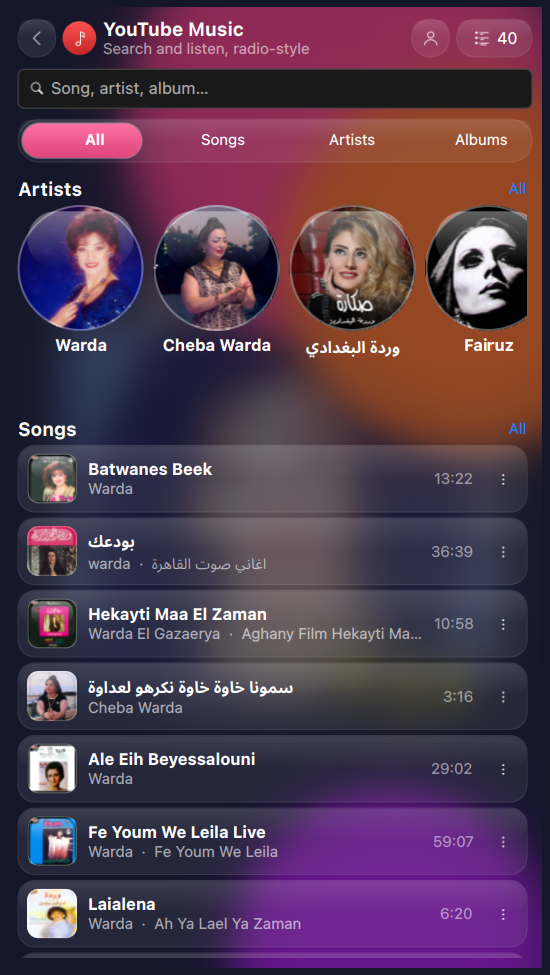 YouTube Music
Search and listen, radio-style
40
Song, artist, album...
All
Songs
Artists
Albums
Artists
All
صكارة
وردة البغدادي
Warda
Cheba Warda
وردة البغدادي
Fairuz
Songs
All
Batwanes Beek
Warda
13:22
بودعك
warda · اغاني صوت القاهرة
36:39
Hekayti Maa El Zaman
Warda El Gazaerya · Aghany Film Hekayti Ma...
10:58
سمونا خاوة خاوة نكرهو لعداوة
Cheba Warda
3:16
Ale Eih Beyessalouni
Warda
29:02
Fe Youm We Leila Live
Warda · Fe Youm We Leila
59:07
Laialena
Warda · Ah Ya Lael Ya Zaman
6:20